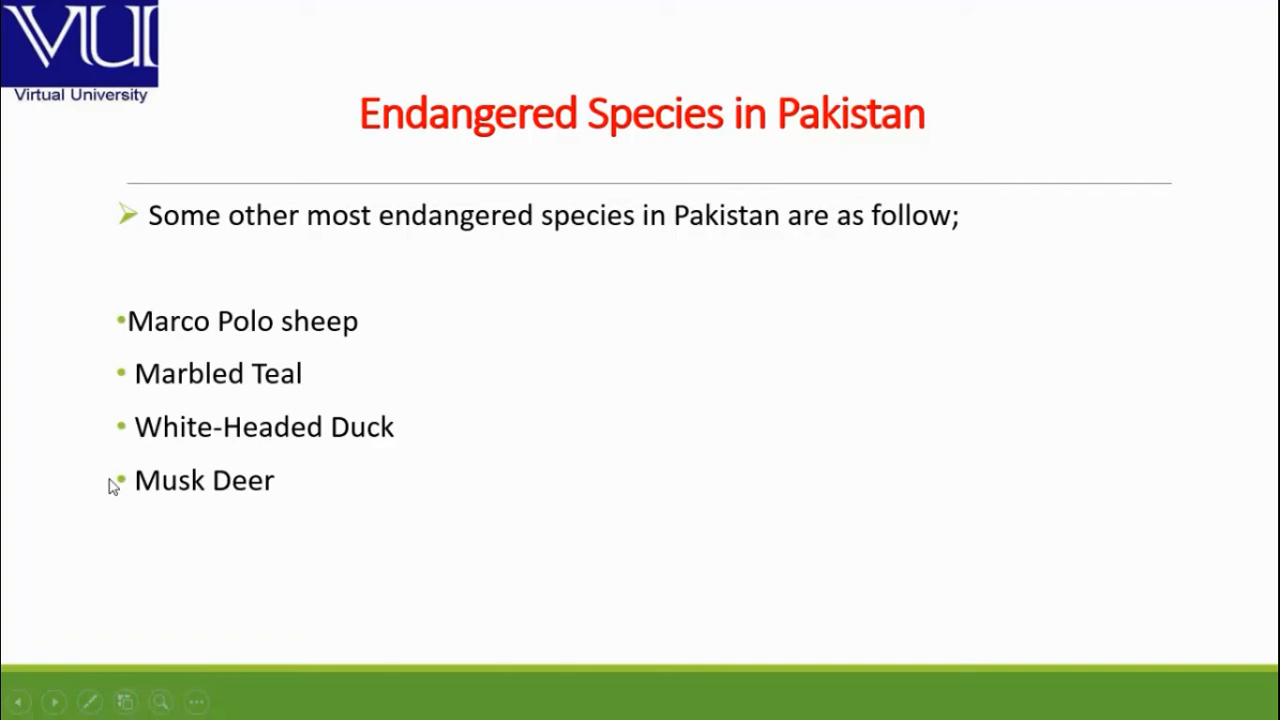 VU
Virtual University
Endangered Species in Pakistan
➢ Some other most endangered species in Pakistan are as follow;
•Marco Polo sheep
• Marbled Teal
• White-Headed Duck
• Musk Deer